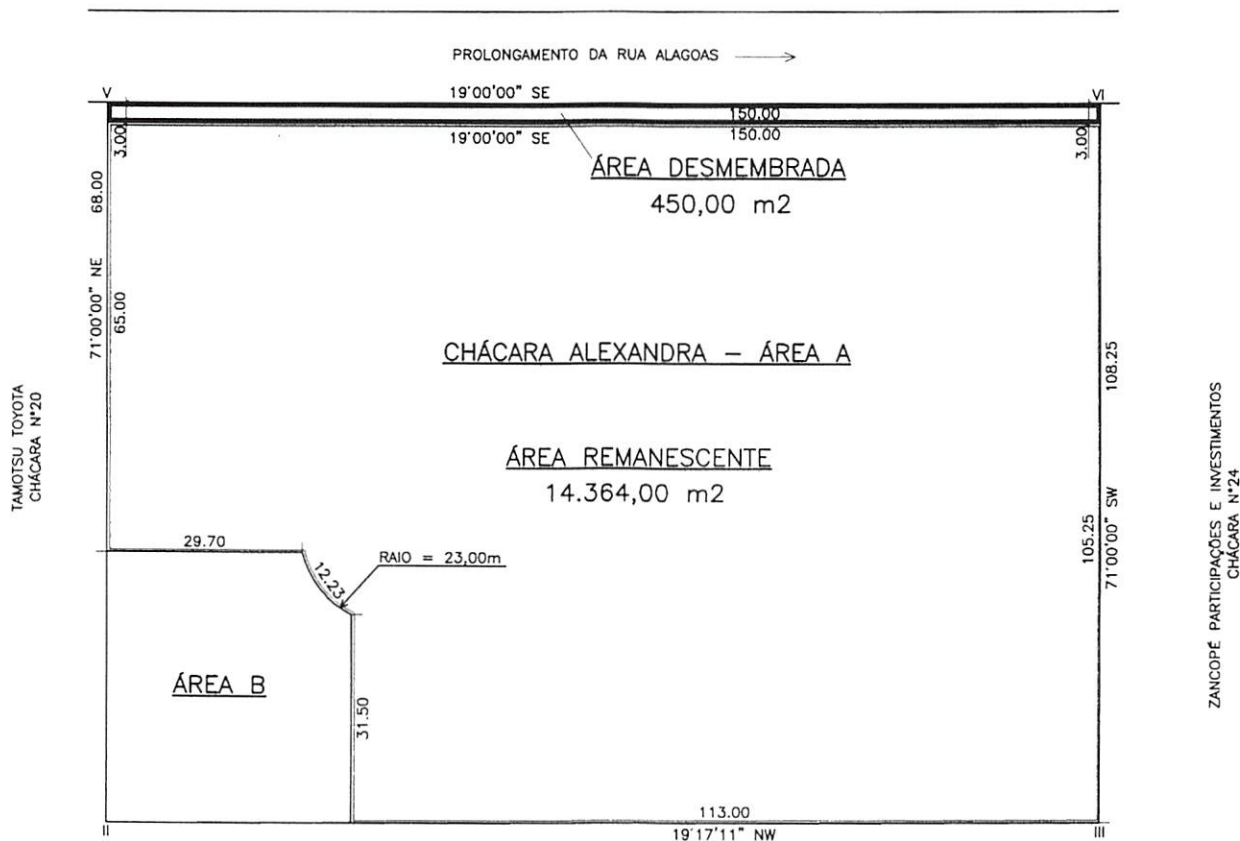 PROLONGAMENTO DA RUA ALAGOAS
V
19°00'00" SE
VI
150.00
3.00
19°00'00" SE
150.00
3.00
ÁREA DESMEMBRADA
450,00 m2
68.00
71°00'00" NE
65.00
TAMOTSU TOYOTA
CHÁCARA N°20
CHÁCARA ALEXANDRA – ÁREA A
ÁREA REMANESCENTE
14.364,00 m2
108.25
105.25
71°00'00" SW
ZANCOPÉ PARTICIPAÇÕES E INVESTIMENTOS
CHÁCARA N°24
29.70
12.23
RAIO = 23,00m
ÁREA B
31.50
113.00
II
19°17'11" NW
III